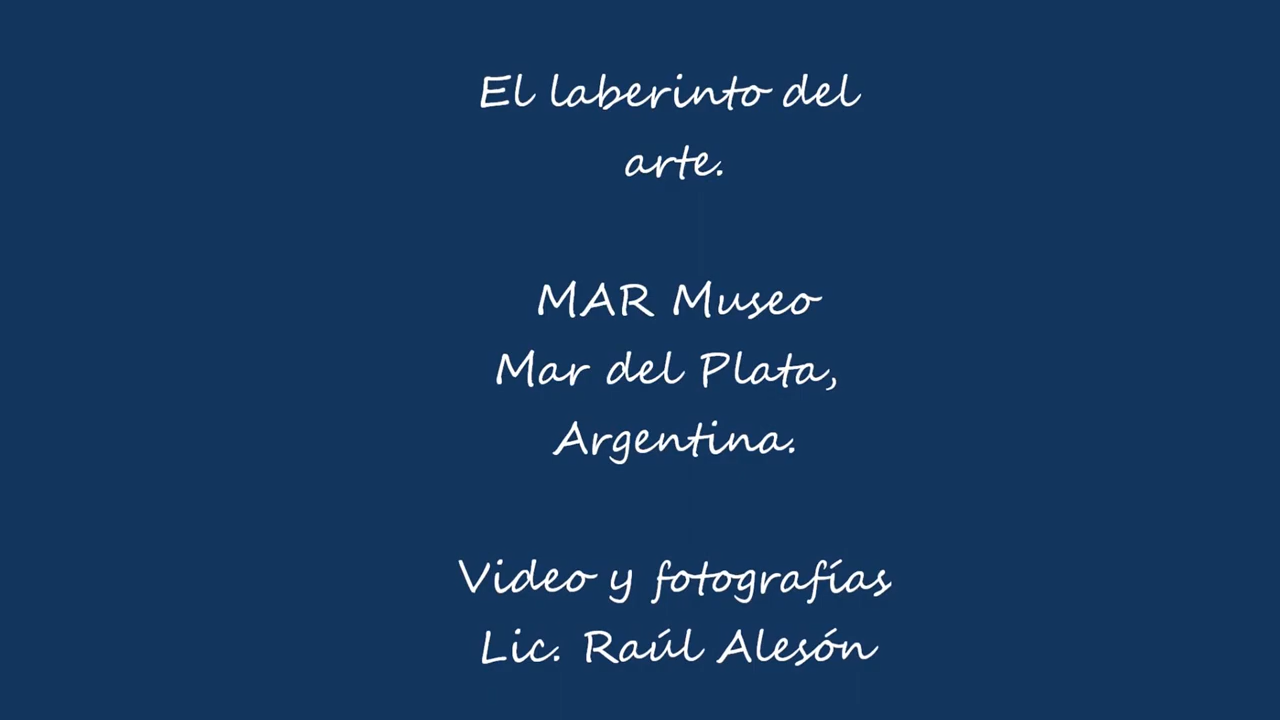 El laberinto del
arte.
MAR Museo
Mar del Plata,
Argentina.
Video y fotografías
Lic. Raúl Alesón